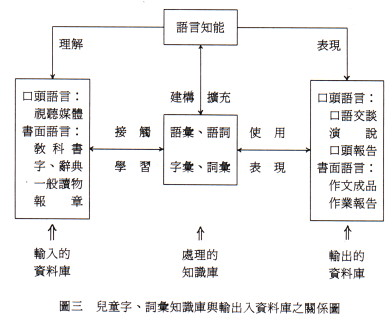 語言知能
理解
表現
建構 擴充
口頭語言：
視聽媒體
書面語言：
教科書
字、辭典
一般讀物
報章
接觸
學習
語彙、語詞
字彙、詞彙
使用
表現
口頭語言：
口語交談
演說
口頭報告
書面語言：
作文成品
作業報告
輸入的
資料庫
處理的
知識庫
輸出的
資料庫
圖三 兒童字、詞彙知識庫與輸出入資料庫之關係圖